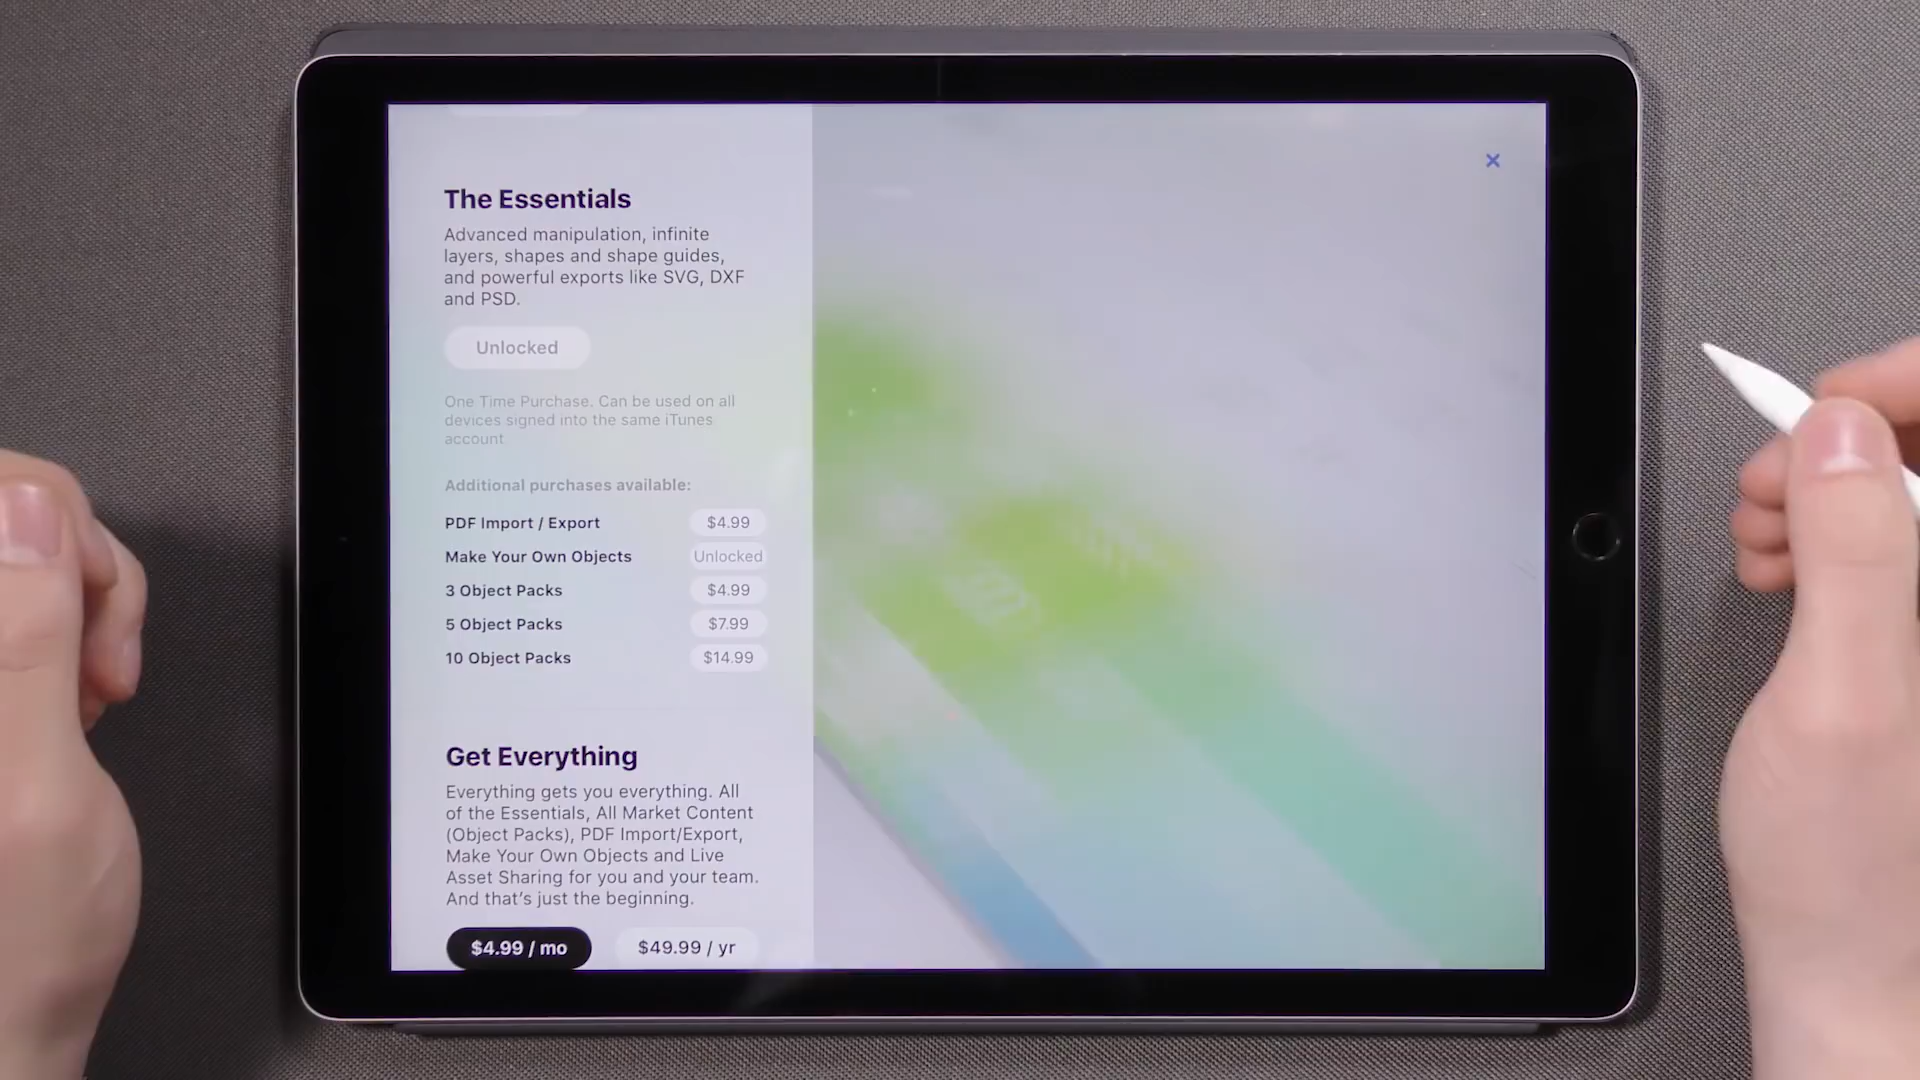 The Essentials
Advanced manipulation, infinite
layers, shapes and shape guides,
and powerful exports like SVG, DXF
and PSD.
Unlocked
One Time Purchase. Can be used on all
devices signed into the same iTunes
account
Additional purchases available:
PDF Import / Export $4.99
Make Your Own Objects Unlocked
3 Object Packs $4.99
5 Object Packs $7.99
10 Object Packs $14.99
Get Everything
Everything gets you everything. All
of the Essentials, All Market Content
(Object Packs), PDF Import/Export,
Make Your Own Objects and Live
Asset Sharing for you and your team.
And that's just the beginning.
$4.99 / mo $49.99 / yr